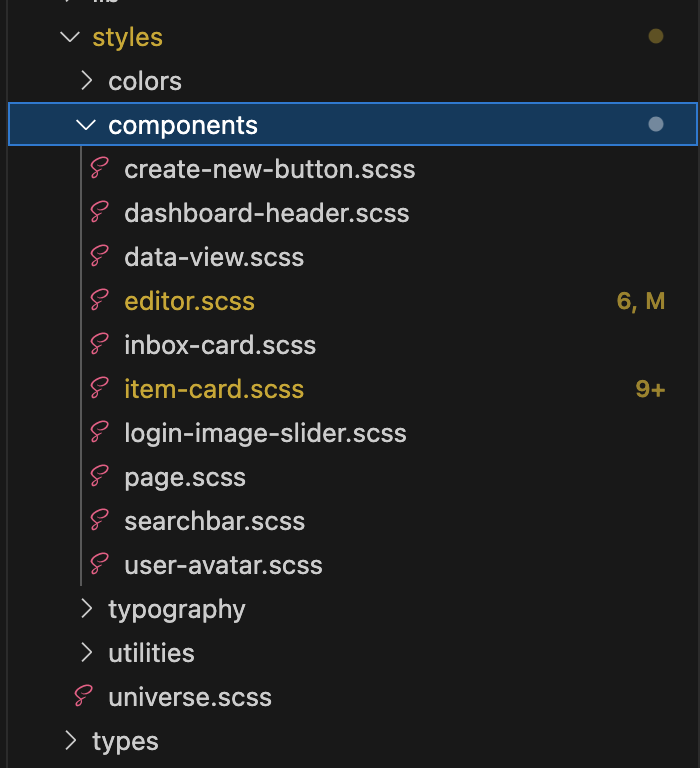 styles
colors
components
create-new-button.scss
dashboard-header.scss
data-view.scss
editor.scss 6, M
inbox-card.scss
item-card.scss 9+
login-image-slider.scss
page.scss
searchbar.scss
user-avatar.scss
typography
utilities
universe.scss
types